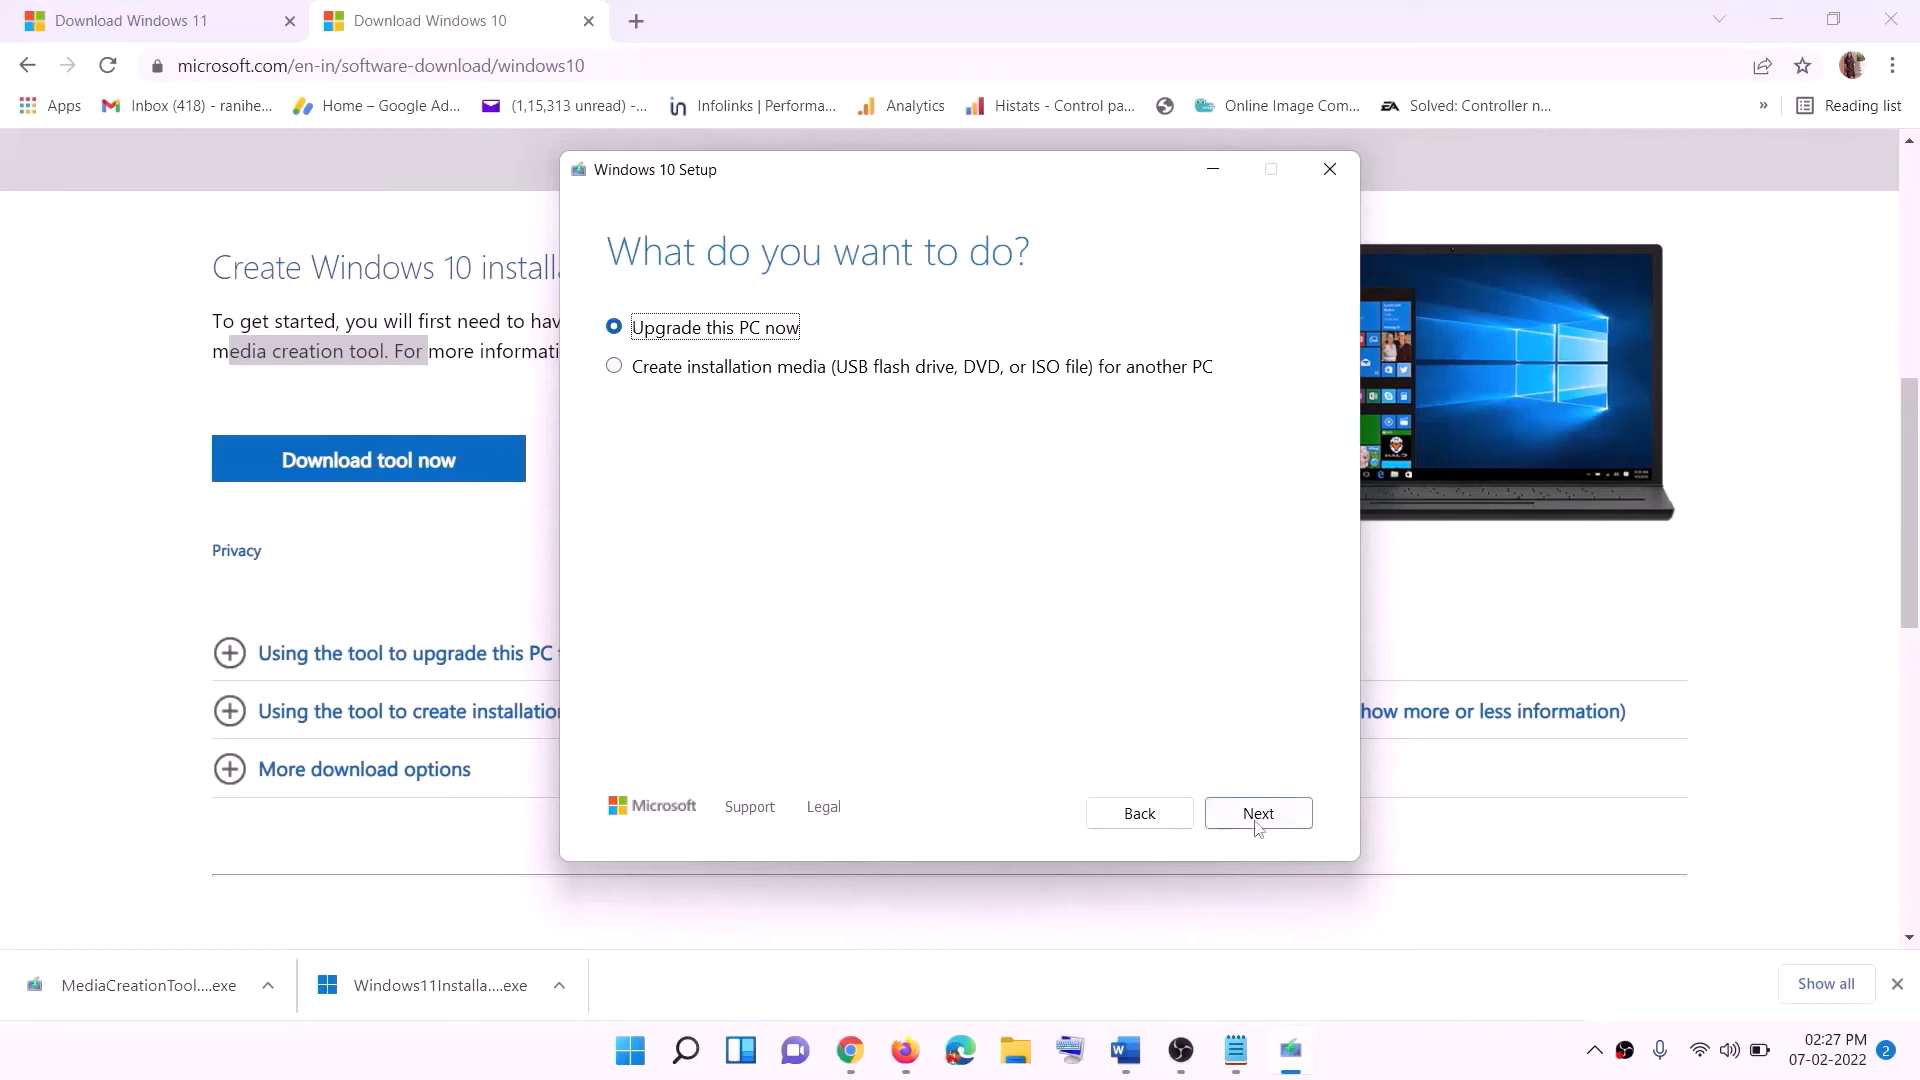 Download Windows 11
Download Windows 10
microsoft.com/en-in/software-download/windows10
Apps
Inbox (418) - ranihe...
Home – Google Ad...
(1,15,313 unread) -...
Infolinks | Performa...
Analytics
Histats - Control pa...
Online Image Com...
Solved: Controller n...
»
Reading list
Windows 10 Setup
What do you want to do?
Upgrade this PC now
Create installation media (USB flash drive, DVD, or ISO file) for another PC
Microsoft
Support
Legal
Back
Next
Create Windows 10 installa
To get started, you will first need to hav
media creation tool. For more informati
Download tool now
Privacy
Using the tool to upgrade this PC
Using the tool to create installation
how more or less information)
More download options
MediaCreationTool....exe
Windows11Installa....exe
Show all
02:27 PM
07-02-2022
2